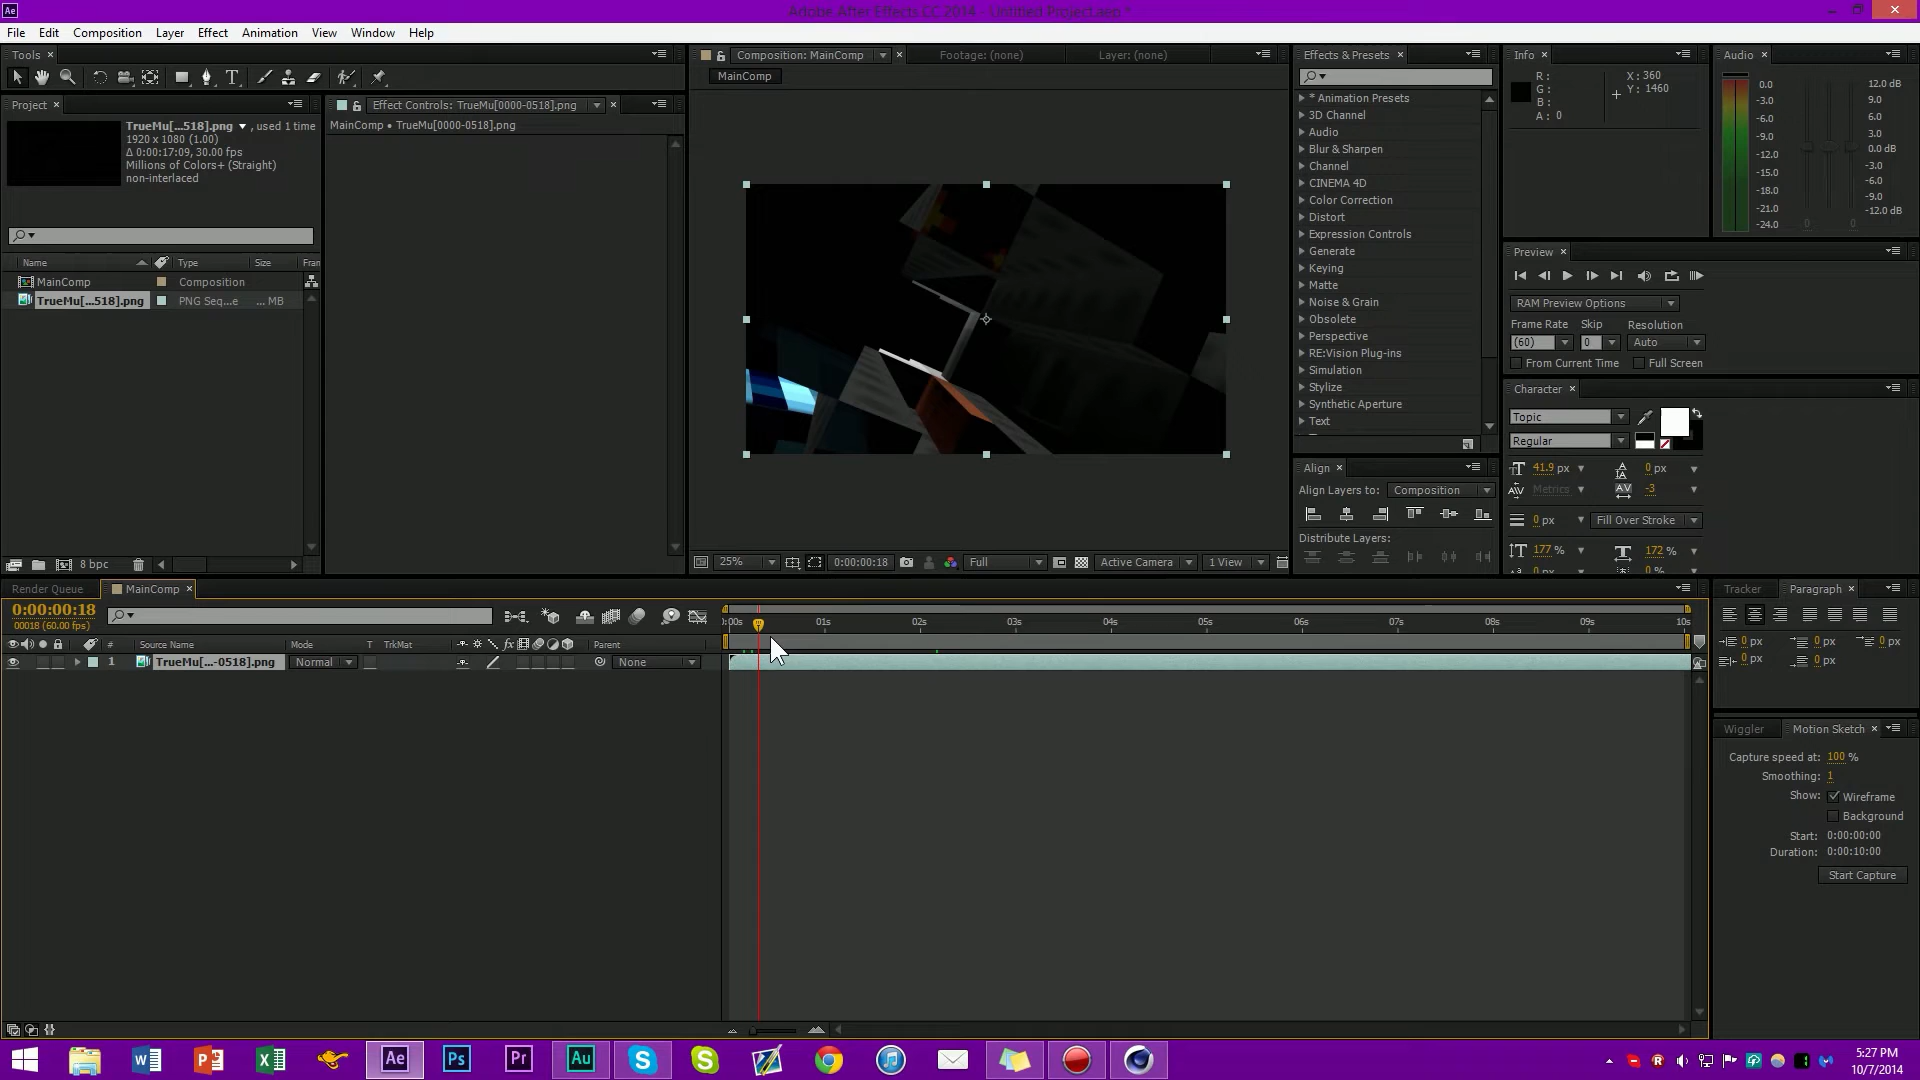 Adobe After Effects CC 2014 - Untitled Project.aep *
File Edit Composition Layer Effect Animation View Window Help
Tools
Project
TrueMu[...518].png , used 1 time
1920 x 1080 (1.00)
Δ 0:00:17:09, 30.00 fps
Millions of Colors+ (Straight)
non-interlaced
Name Type Size Fran
MainComp Composition
TrueMu[...518].png PNG Seq...e ... MB
8 bpc
Effect Controls: TrueMu[0000-0518].png
MainComp • TrueMu[0000-0518].png
Composition: MainComp Footage: (none) Layer: (none)
MainComp
25% 0:00:00:18 Full Active Camera 1 View
Effects & Presets
* Animation Presets
3D Channel
Audio
Blur & Sharpen
Channel
CINEMA 4D
Color Correction
Distort
Expression Controls
Generate
Keying
Matte
Noise & Grain
Obsolete
Perspective
RE:Vision Plug-ins
Simulation
Stylize
Synthetic Aperture
Text
Align
Align Layers to: Composition
Distribute Layers:
Info
R :
G :
B :
A : 0
X : 360
Y : 1460
Audio
0.0
-3.0
-6.0
-9.0
-12.0
-15.0
-18.0
-21.0
-24.0
12.0 dB
9.0
6.0
3.0
0.0 dB
-3.0
-6.0
-9.0
-12.0 dB
0 0
Preview
RAM Preview Options
Frame Rate Skip Resolution
(60) 0 Auto
From Current Time Full Screen
Character
Topic
Regular
41.9 px 0 px
Metrics -3
0 px Fill Over Stroke
177 % 172 %
Render Queue MainComp
0:00:00:18
00018 (60.00 fps)
# Source Name Mode T TrkMat Parent
1 TrueMu[...-0518].png Normal None
):00s 01s 02s 03s 04s 05s 06s 07s 08s 09s 10s
Tracker Paragraph
0 px 0 px 0 px
0 px 0 px
Wiggler Motion Sketch
Capture speed at: 100 %
Smoothing: 1
Show: Wireframe
Background
Start: 0:00:00:00
Duration: 0:00:10:00
Start Capture
5:27 PM
10/7/2014